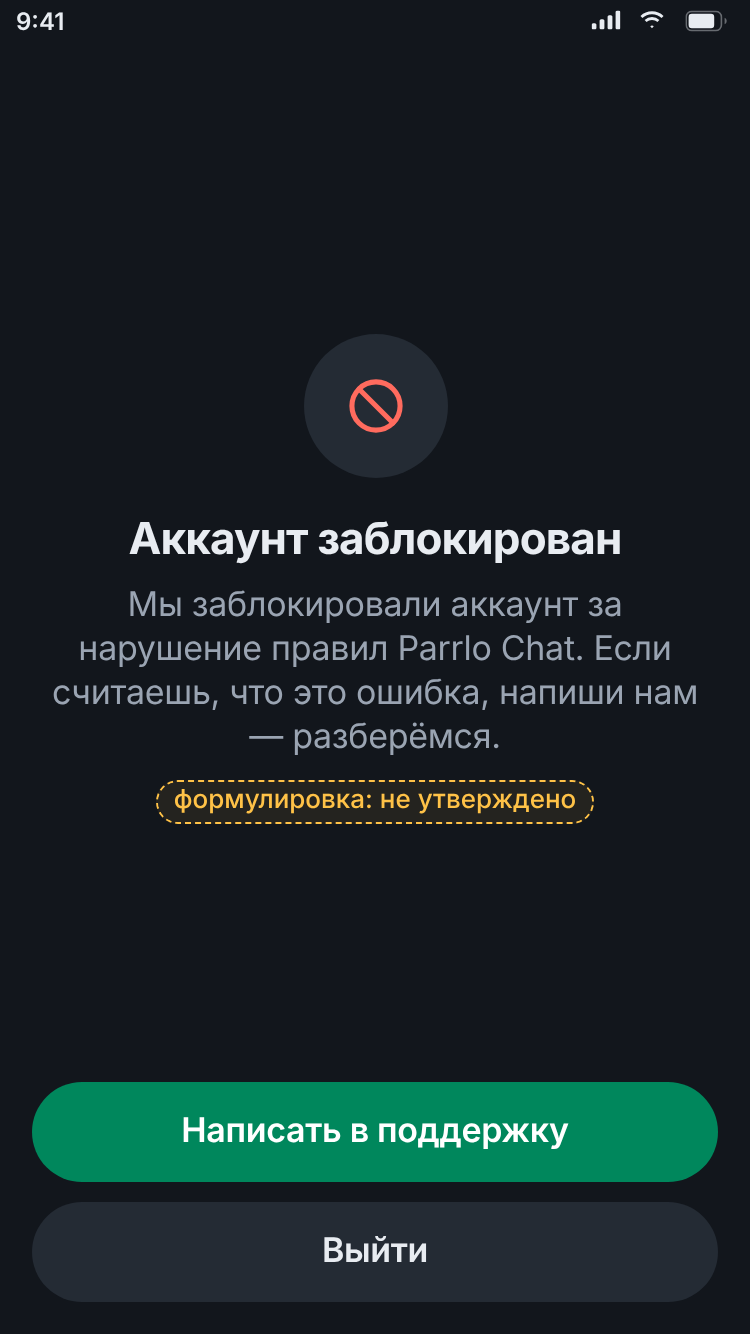 9:41
Аккаунт заблокирован
Мы заблокировали аккаунт за
нарушение правил Parrlo Chat. Если
считаешь, что это ошибка, напиши нам
— разберёмся.
формулировка: не утверждено
Написать в поддержку
Выйти